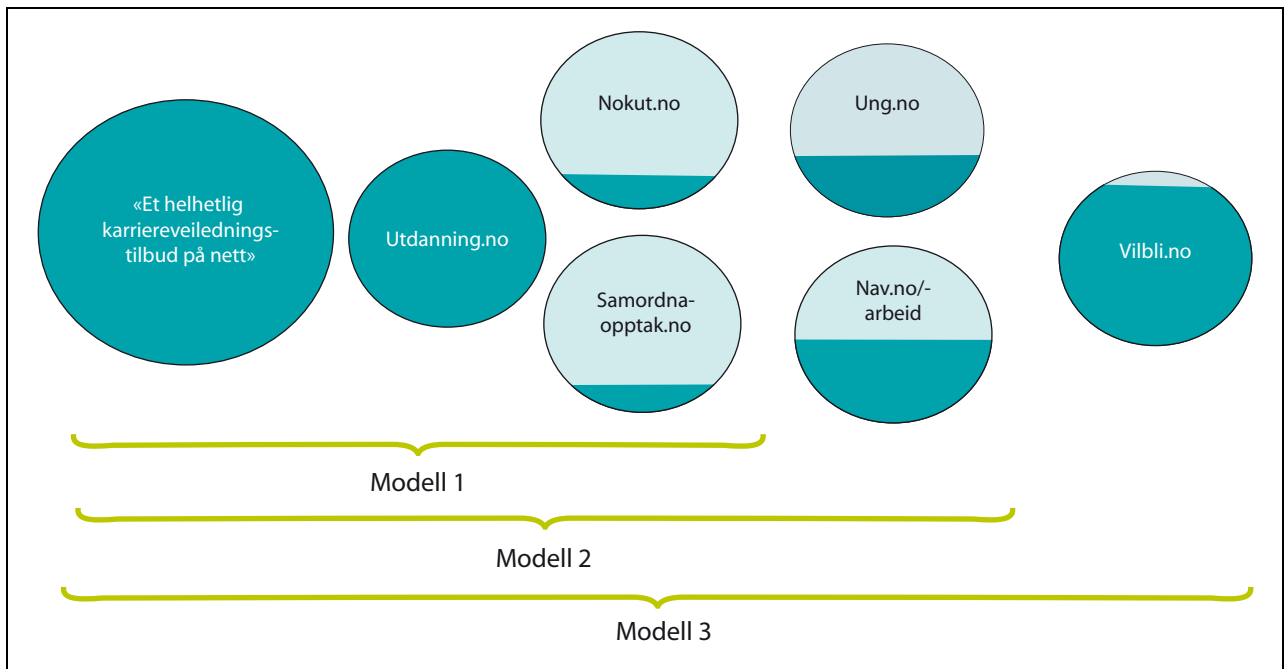 «Et helhetlig
karriereveilednings-
tilbud på nett»
Utdanning.no
Nokut.no
Samordna-
opptak.no
Ung.no
Nav.no/-
arbeid
Vilbli.no
Modell 1
Modell 2
Modell 3